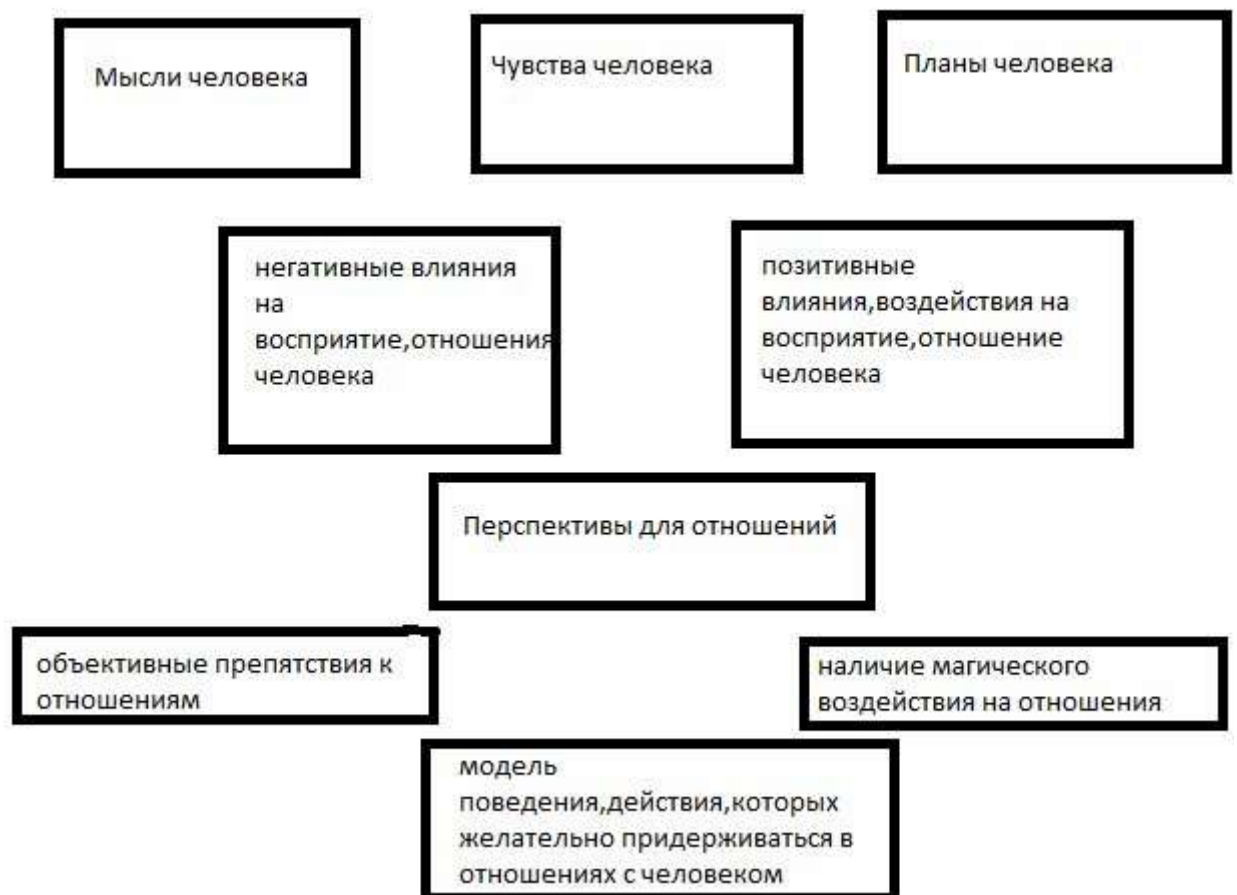 Мысли человека
Чувства человека
Планы человека
негативные влияния
на
восприятие,отношения
человека
позитивные
влияния,воздействия на
восприятие,отношение
человека
Перспективы для отношений
объективные препятствия к
отношениям
наличие магического
воздействия на отношения
модель
поведения,действия,которых
желательно придерживаться в
отношениях с человеком